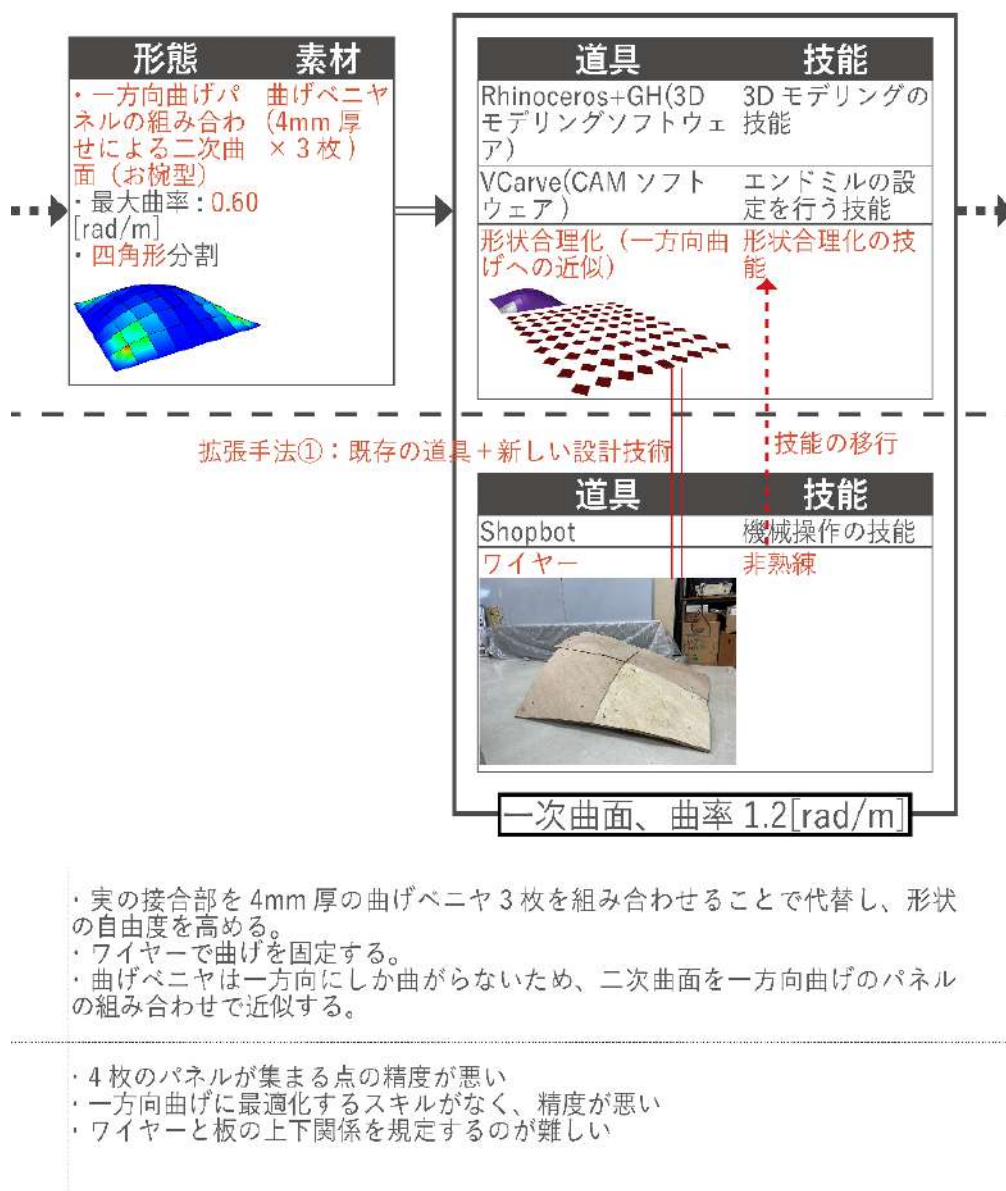 形態 素材
・一方向曲げパ
ネルの組み合わ
せによる二次曲
面（お椀型）
・最大曲率：0.60
[rad/m]
・四角形分割
曲げベニヤ
(4mm 厚
× 3 枚 )
道具 技能
Rhinoceros+GH(3D
モデリングソフトウェ
ア)
3D モデリングの
技能
VCarve(CAM ソフト
ウェア )
エンドミルの設
定を行う技能
形状合理化（一方向曲
げへの近似）
形状合理化の技
能
拡張手法①：既存の道具＋新しい設計技術
技能の移行
道具 技能
Shopbot 機械操作の技能
ワイヤー 非熟練
一次曲面、曲率 1.2[rad/m]
・実の接合部を 4mm 厚の曲げベニヤ 3 枚を組み合わせることで代替し、形状
の自由度を高める。
・ワイヤーで曲げを固定する。
・曲げベニヤは一方向にしか曲がらないため、二次曲面を一方向曲げのパネル
の組み合わせで近似する。
・4 枚のパネルが集まる点の精度が悪い
・一方向曲げに最適化するスキルがなく、精度が悪い
・ワイヤーと板の上下関係を規定するのが難しい